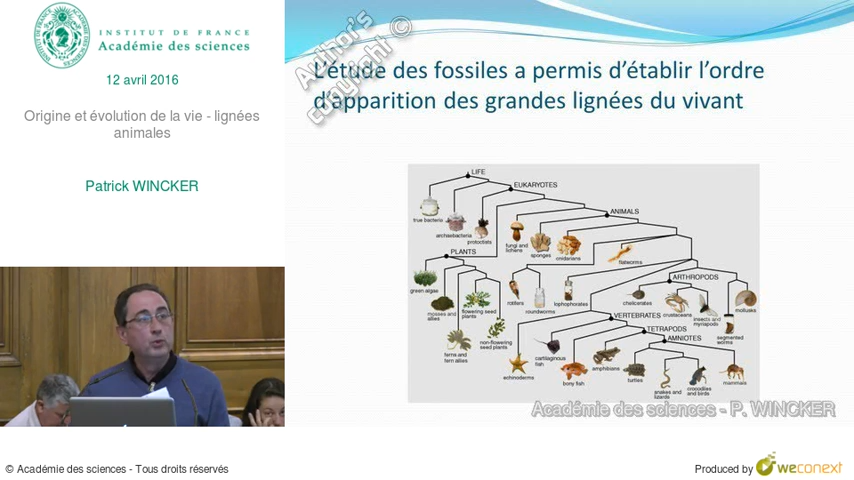 INSTITUT DE FRANCE
Académie des sciences
12 avril 2016
Origine et évolution de la vie - lignées
animales
Patrick WINCKER
Author's
copyright ©
L'étude des fossiles a permis d'établir l'ordre
d'apparition des grandes lignées du vivant
LIFE
EUKARYOTES
true bacteria
archaebacteria
protoctists
ANIMALS
fungi and
lichens
sponges
cnidarians
flatworms
PLANTS
green algae
mosses and
allies
flowering seed
plants
ferns and
fern allies
non-flowering
seed plants
rotifers
roundworms
lophophorates
ARTHROPODS
chelicerates
crustaceans
insects and
myriapods
segmented
worms
mollusks
VERTEBRATES
TETRAPODS
AMNIOTES
echinoderms
cartilaginous
fish
bony fish
amphibians
turtles
snakes and
lizards
crocodiles
and birds
mammals
Académie des sciences - P. WINCKER
© Académie des sciences - Tous droits réservés
Produced by weconext